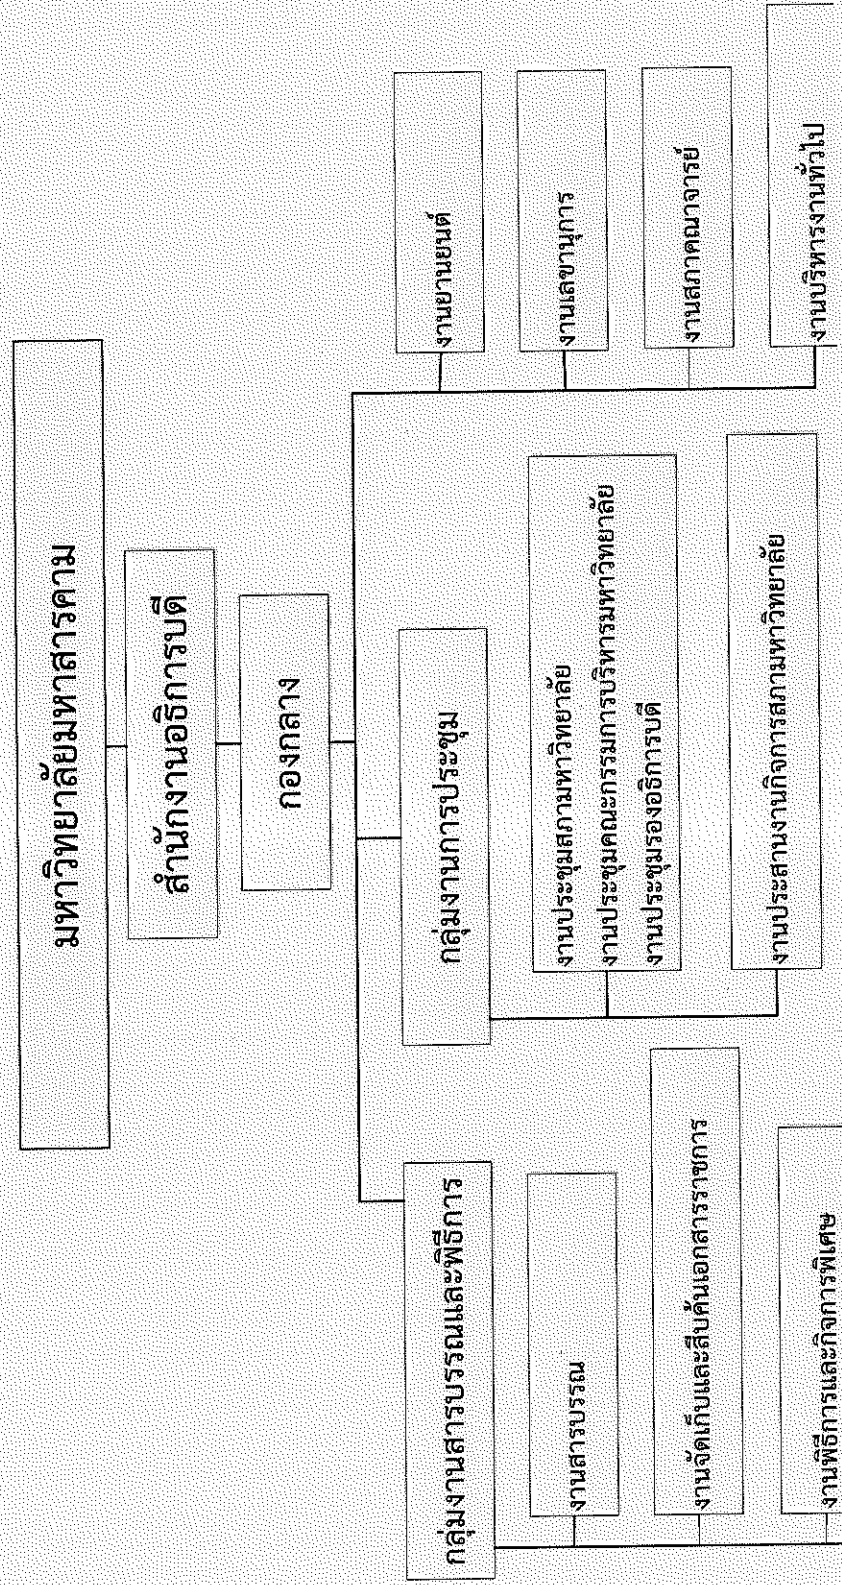 มหาวิทยาลัยมหาสารคาม
สำนักงานอธิการบดี
กองกลาง
กลุ่มงานสารบรรณและพิธีการ
งานสารบรรณ
งานจัดเก็บและสืบค้นเอกสารราชการ
งานพิธีการและกิจการพิเศษ
กลุ่มงานการประชุม
งานประชุมสภามหาวิทยาลัย
งานประชุมคณะกรรมการบริหารมหาวิทยาลัย
งานประชุมรองอธิการบดี
งานประสานงานกิจการสภามหาวิทยาลัย
งานยานยนต์
งานเลขานุการ
งานสภาคณาจารย์
งานบริหารงานทั่วไป